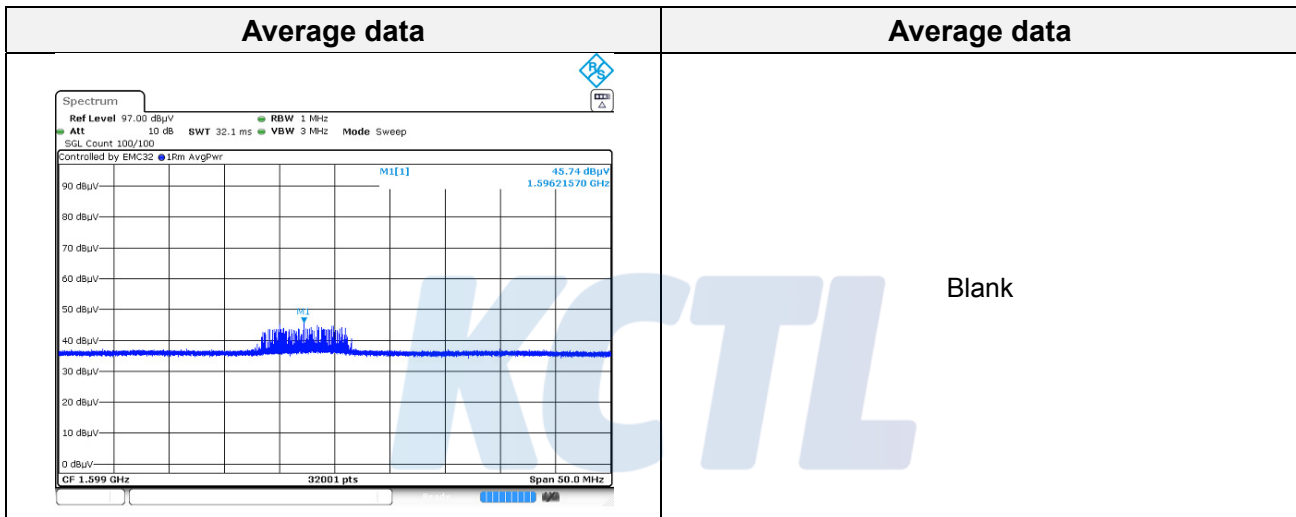 Average data
Average data
R&S
Spectrum
Ref Level 97.00 dBµV RBW 1 MHz
Att 10 dB SWT 32.1 ms VBW 3 MHz Mode Sweep
SGL Count 100/100
Controlled by EMC32 1Rm AvgPwr
M1[1] 45.74 dBµV
1.59621570 GHz
90 dBµV
80 dBµV
70 dBµV
60 dBµV
50 dBµV
M1
40 dBµV
30 dBµV
20 dBµV
10 dBµV
0 dBµV
CF 1.599 GHz 32001 pts Span 50.0 MHz
Blank
KCTL